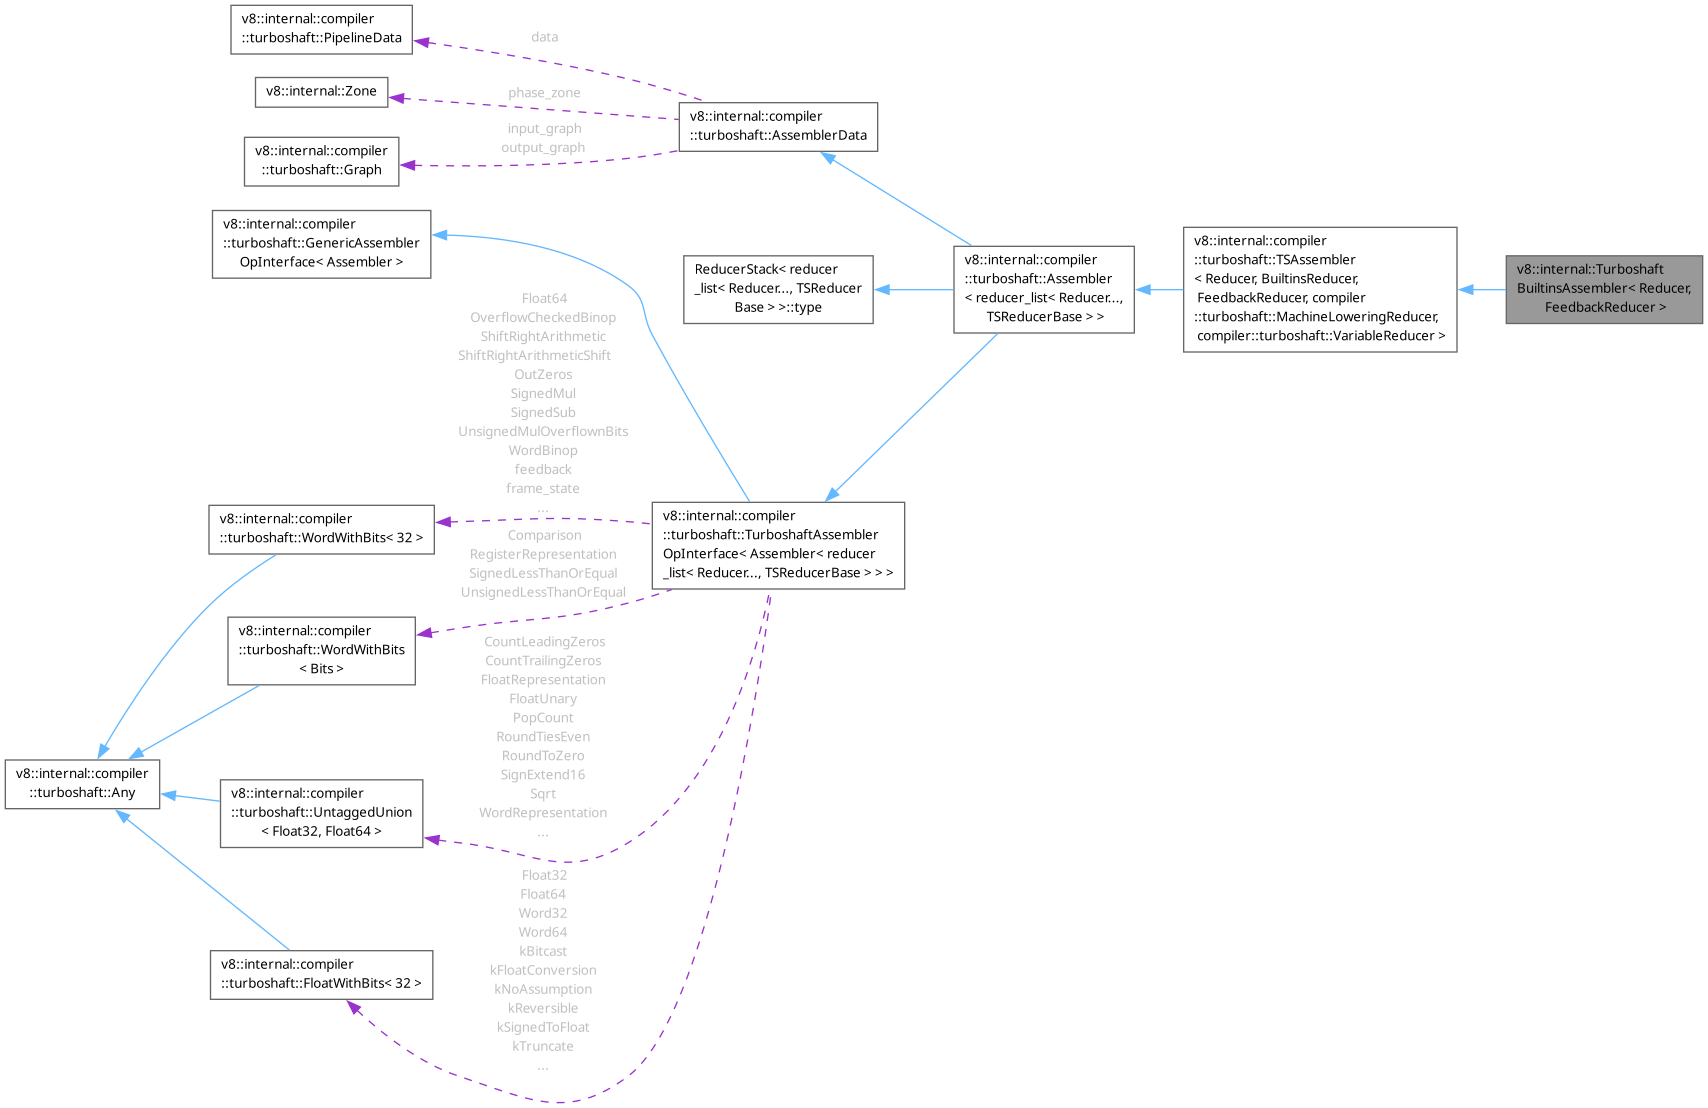 v8::internal::compiler
::turboshaft::PipelineData
data
v8::internal::Zone
phase_zone
v8::internal::compiler
::turboshaft::AssemblerData
input_graph
output_graph
v8::internal::compiler
::turboshaft::Graph
v8::internal::compiler
::turboshaft::GenericAssembler
OpInterface< Assembler >
ReducerStack< reducer
_list< Reducer..., TSReducer
Base > >::type
v8::internal::compiler
::turboshaft::Assembler
< reducer_list< Reducer...,
TSReducerBase > >
v8::internal::compiler
::turboshaft::TSAssembler
< Reducer, BuiltinsReducer,
FeedbackReducer, compiler
::turboshaft::MachineLoweringReducer,
compiler::turboshaft::VariableReducer >
v8::internal::Turboshaft
BuiltinsAssembler< Reducer,
FeedbackReducer >
Float64
OverflowCheckedBinop
ShiftRightArithmetic
ShiftRightArithmeticShift
OutZeros
SignedMul
SignedSub
UnsignedMulOverflownBits
WordBinop
feedback
frame_state
...
v8::internal::compiler
::turboshaft::WordWithBits< 32 >
v8::internal::compiler
::turboshaft::TurboshaftAssembler
OpInterface< Assembler< reducer
_list< Reducer..., TSReducerBase > > >
Comparison
RegisterRepresentation
SignedLessThanOrEqual
UnsignedLessThanOrEqual
v8::internal::compiler
::turboshaft::WordWithBits
< Bits >
CountLeadingZeros
CountTrailingZeros
FloatRepresentation
FloatUnary
PopCount
RoundTiesEven
RoundToZero
SignExtend16
Sqrt
WordRepresentation
...
v8::internal::compiler
::turboshaft::Any
v8::internal::compiler
::turboshaft::UntaggedUnion
< Float32, Float64 >
Float32
Float64
Word32
Word64
kBitcast
kFloatConversion
kNoAssumption
kReversible
kSignedToFloat
kTruncate
...
v8::internal::compiler
::turboshaft::FloatWithBits< 32 >